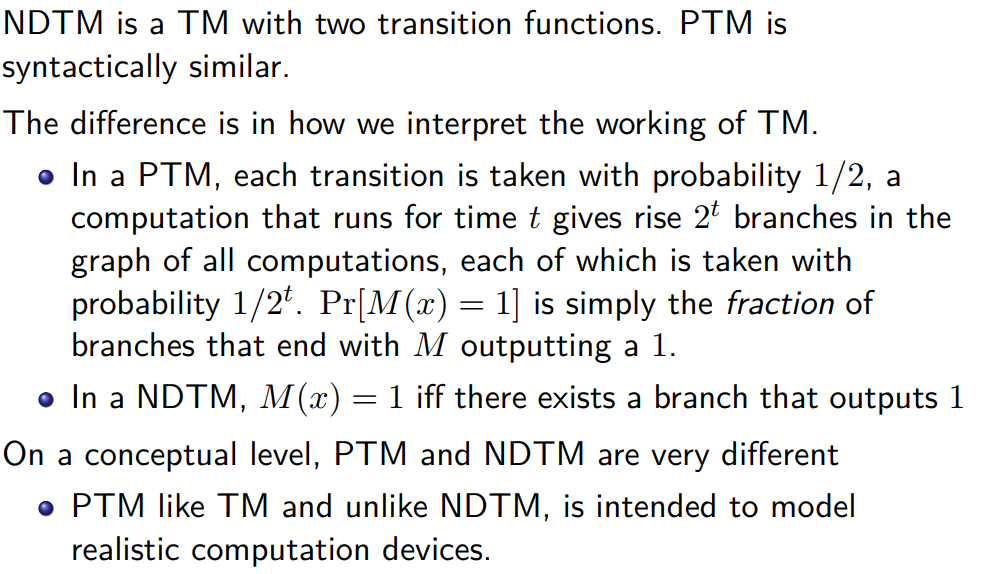 NDTM is a TM with two transition functions. PTM is
syntactically similar.
The difference is in how we interpret the working of TM.
In a PTM, each transition is taken with probability 1/2, a
computation that runs for time t gives rise 2^t branches in the
graph of all computations, each of which is taken with
probability 1/2^t. Pr[M(x) = 1] is simply the fraction of
branches that end with M outputting a 1.
In a NDTM, M(x) = 1 iff there exists a branch that outputs 1
On a conceptual level, PTM and NDTM are very different
PTM like TM and unlike NDTM, is intended to model
realistic computation devices.